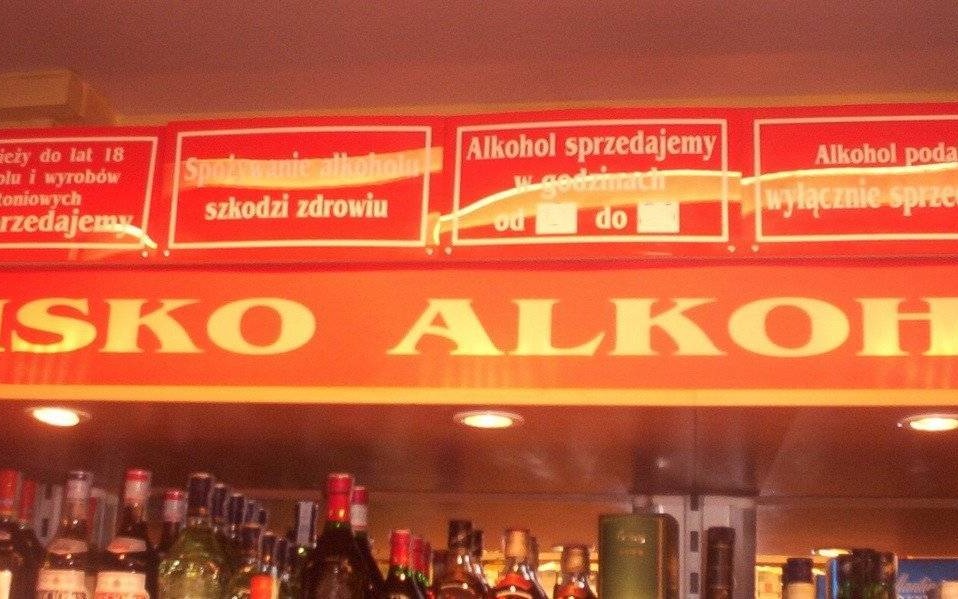 ieży do lat 18
olu i wyrobów
toniowych
rzedajemy
Spożywanie alkoholu
szkodzi zdrowiu
Alkohol sprzedajemy
w godzinach
od do
Alkohol poda
wyłącznie sprze
ISKO ALKOH